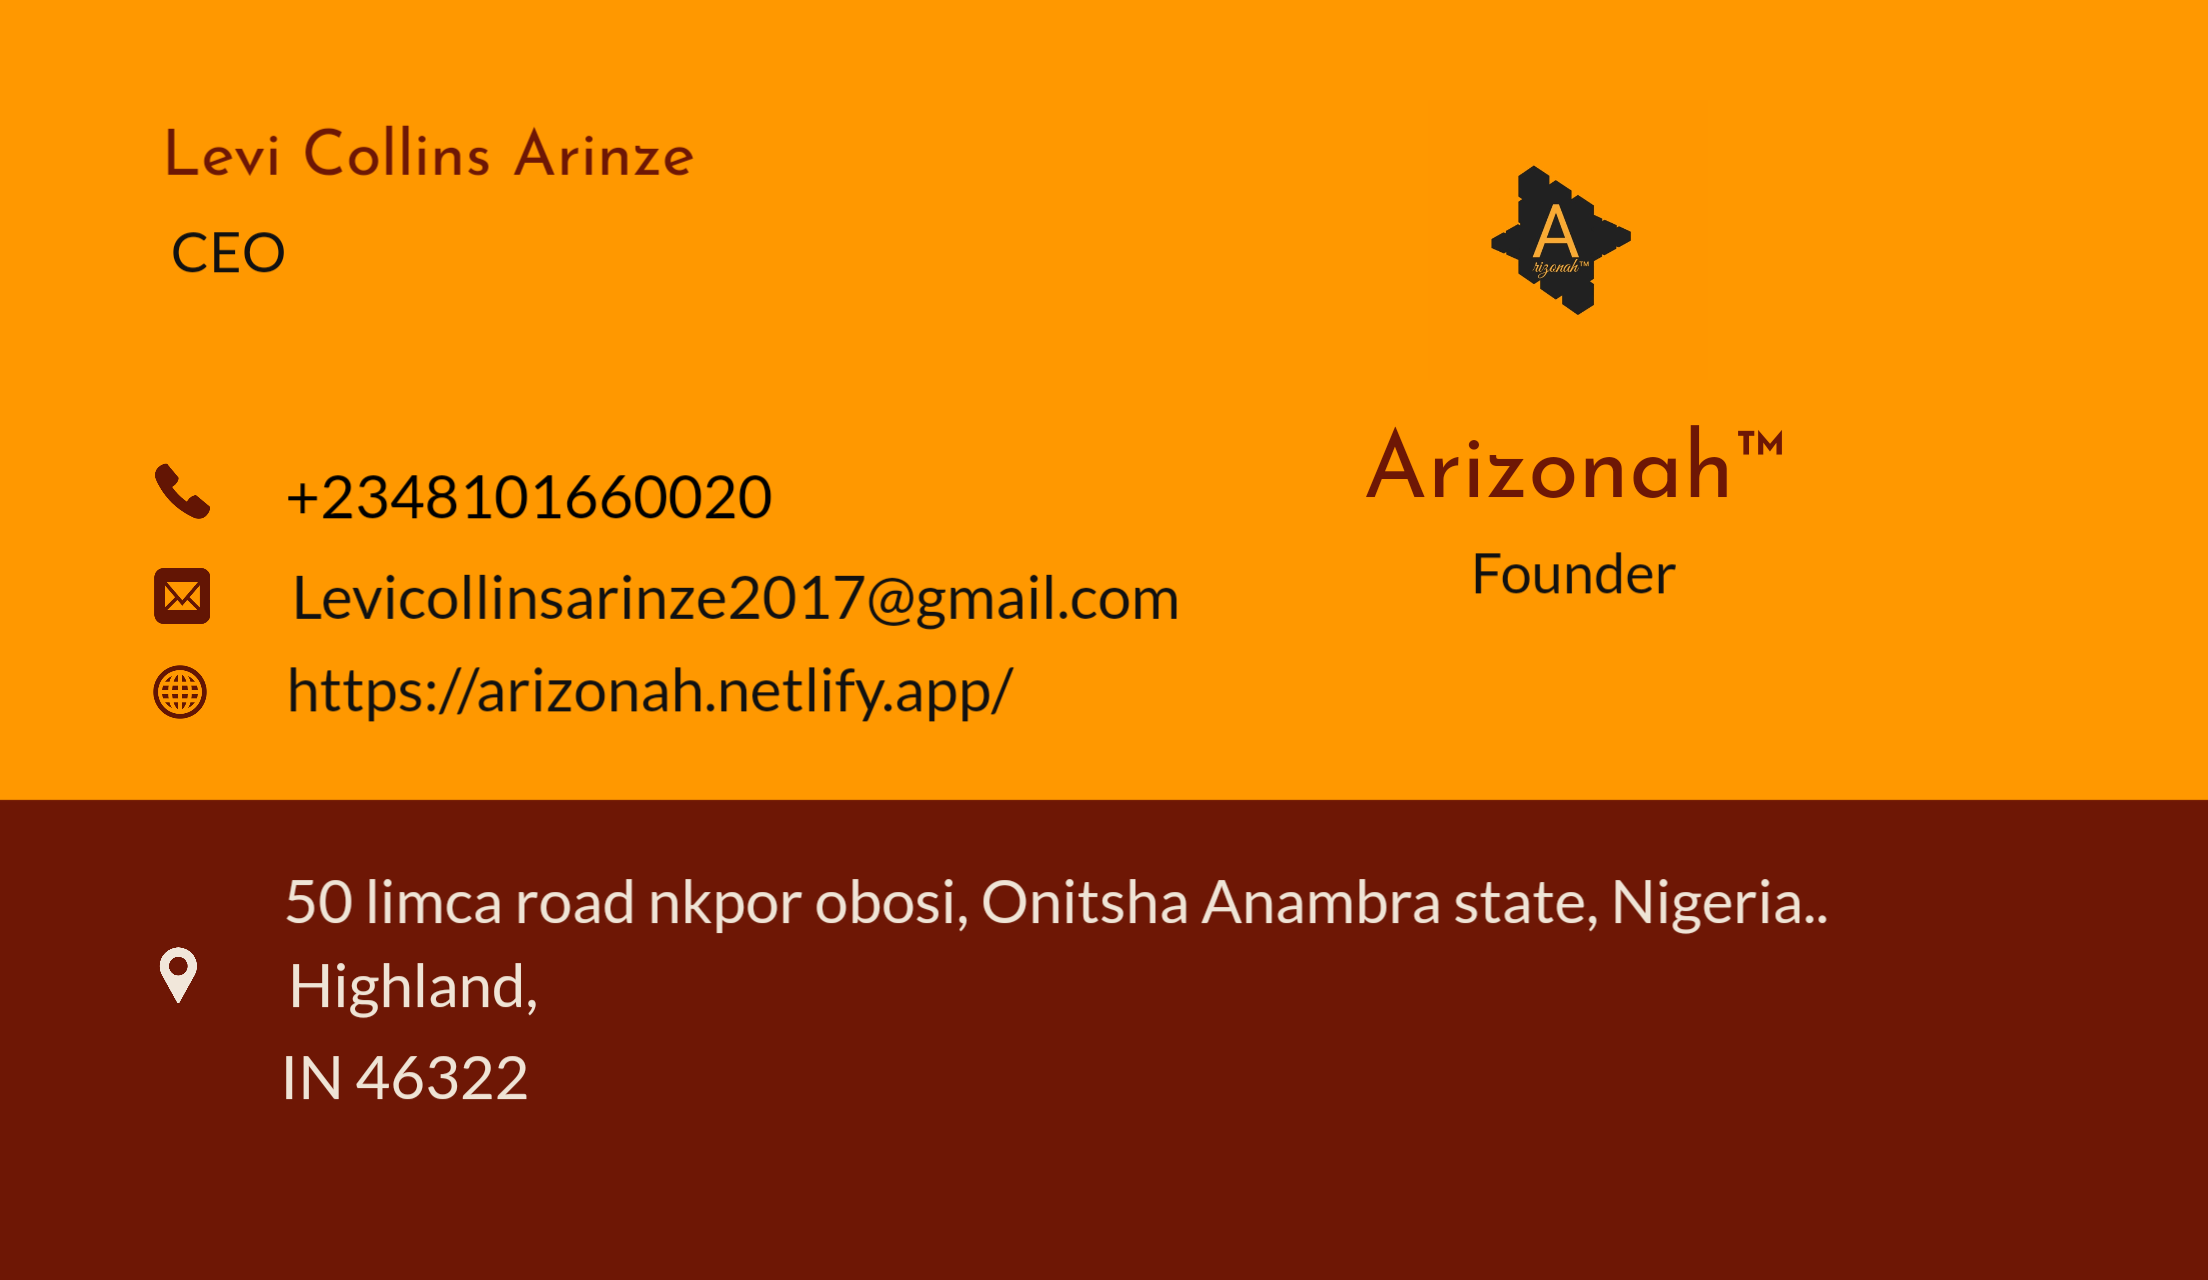 Levi Collins Arinze
CEO
A
rizonah™
+2348101660020
Levicollinsarinze2017@gmail.com
https://arizonah.netlify.app/
Arizonah™
Founder
50 limca road nkpor obosi, Onitsha Anambra state, Nigeria..
Highland,
IN 46322